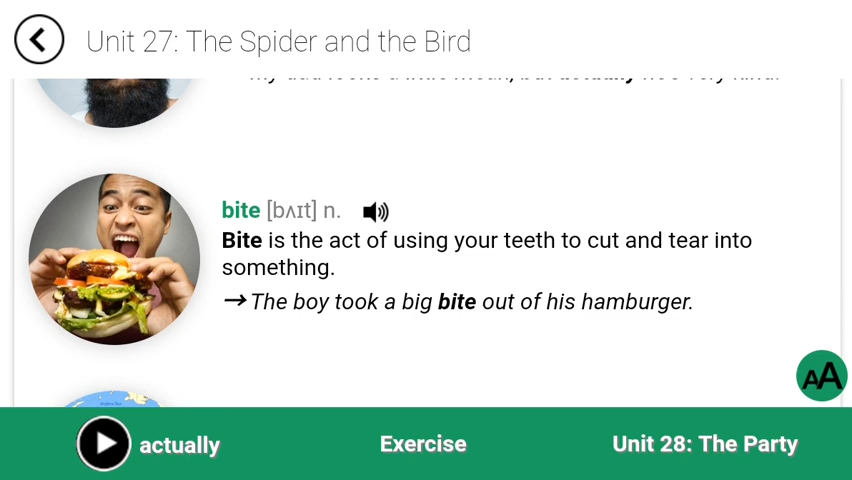 Unit 27: The Spider and the Bird
bite [bʌɪt] n.
Bite is the act of using your teeth to cut and tear into
something.
→ The boy took a big bite out of his hamburger.
AA
actually
Exercise
Unit 28: The Party